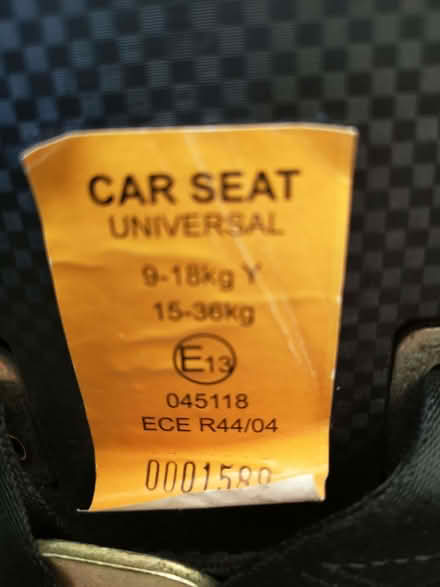 CAR SEAT
UNIVERSAL
9-18kg Y
15-36kg
E13
045118
ECE R44/04
0001589